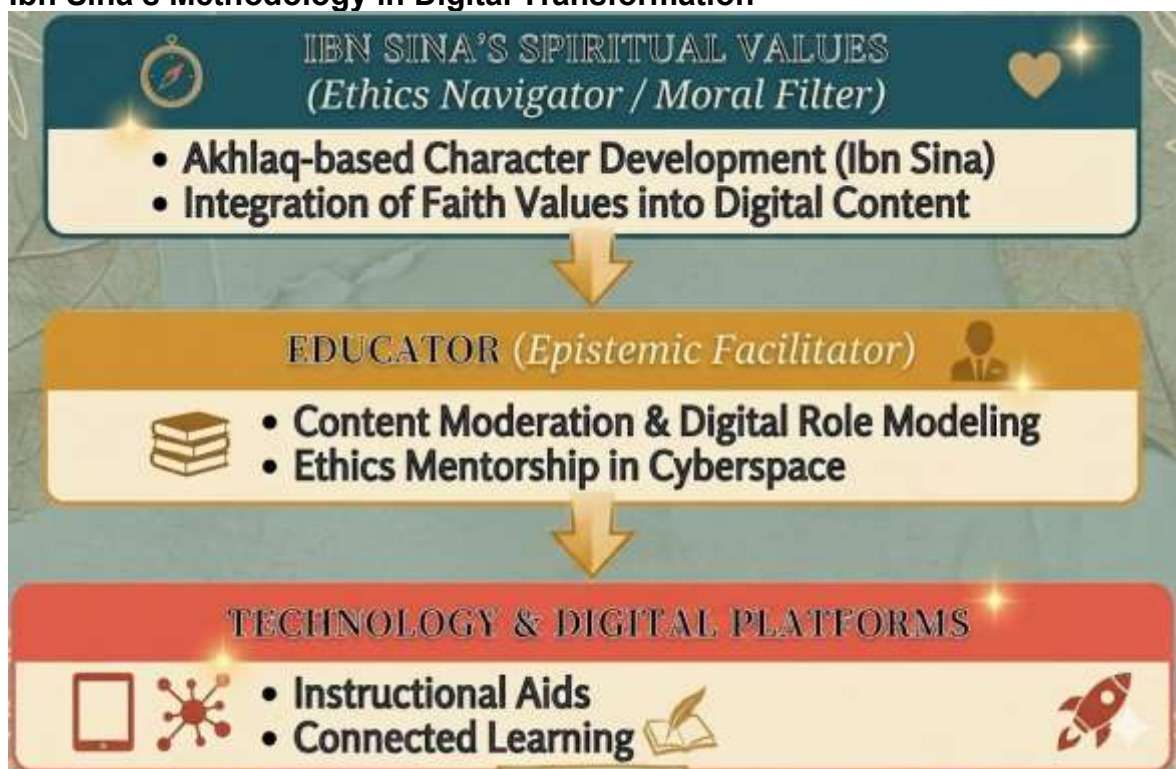 Ibn Sina's Methodology in Digital Transformation
IBN SINA'S SPIRITUAL VALUES
(Ethics Navigator / Moral Filter)
• Akhlaq-based Character Development (Ibn Sina)
• Integration of Faith Values into Digital Content
EDUCATOR (Epistemic Facilitator)
• Content Moderation & Digital Role Modeling
• Ethics Mentorship in Cyberspace
TECHNOLOGY & DIGITAL PLATFORMS
• Instructional Aids
• Connected Learning